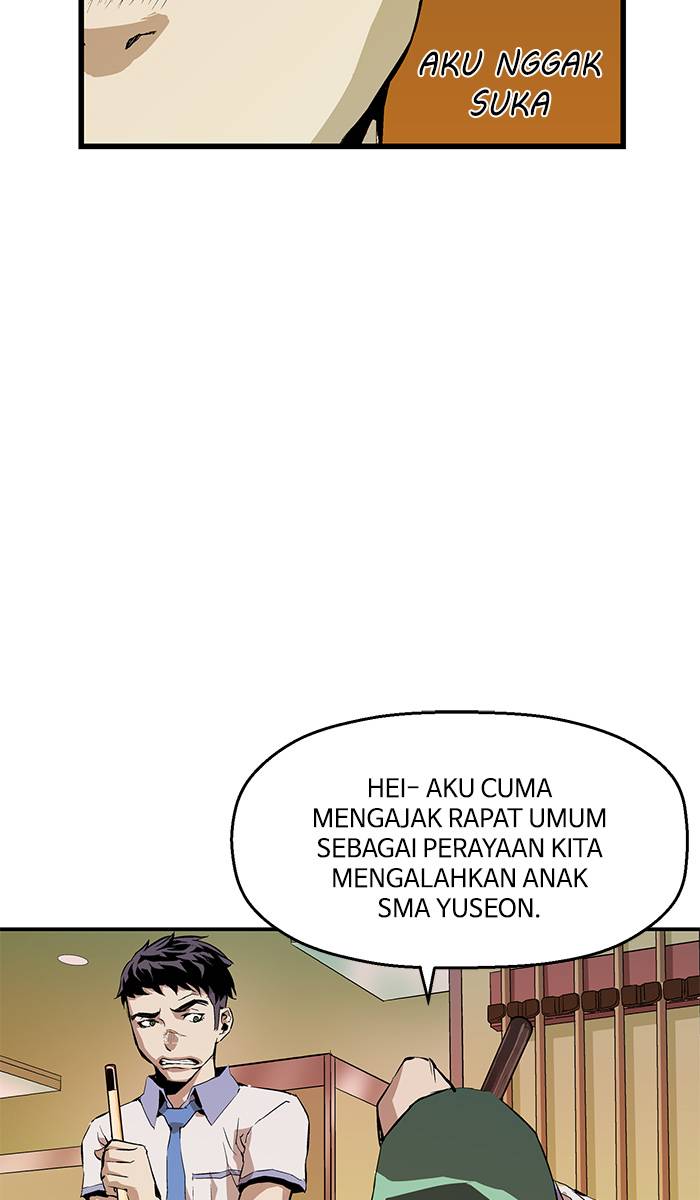 AKU NGGAK
SUKA
HEI- AKU CUMA
MENGAJAK RAPAT UMUM
SEBAGAI PERAYAAN KITA
MENGALAHKAN ANAK
SMA YUSEON.